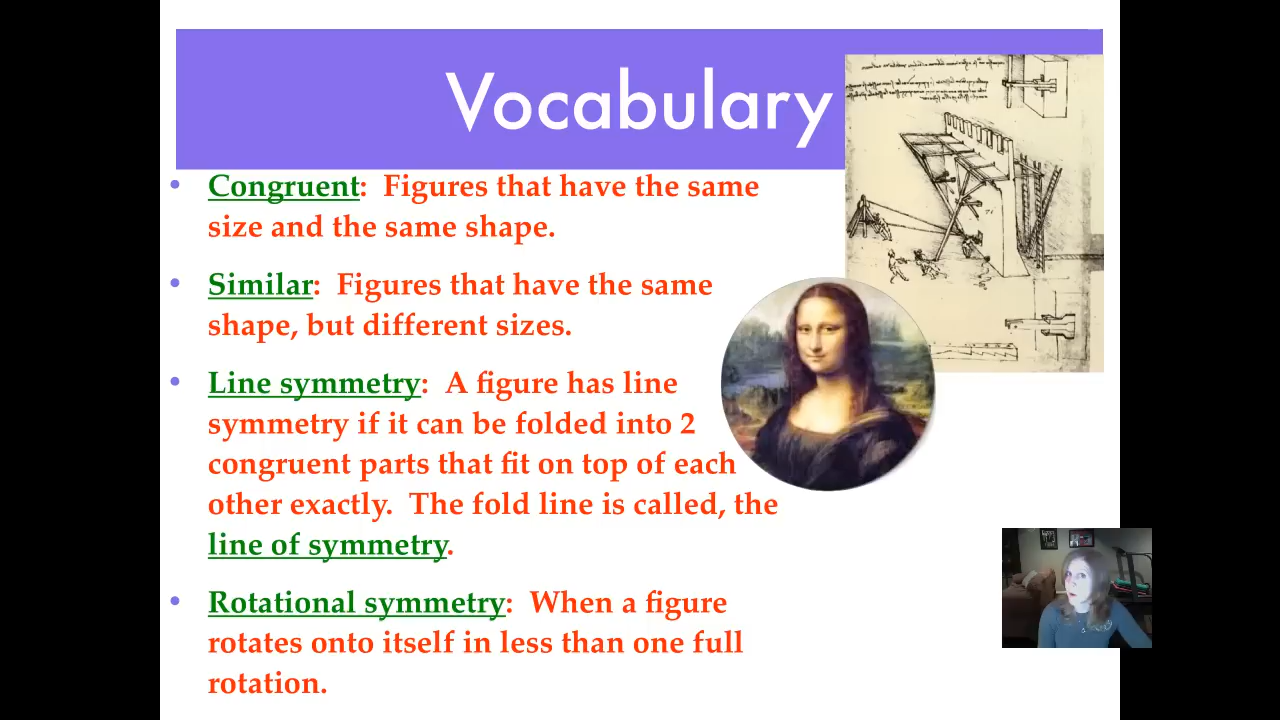 Vocabulary
• Congruent:  Figures that have the same
size and the same shape.
• Similar:  Figures that have the same
shape, but different sizes.
• Line symmetry:  A figure has line
symmetry if it can be folded into 2
congruent parts that fit on top of each
other exactly.  The fold line is called, the
line of symmetry.
• Rotational symmetry:  When a figure
rotates onto itself in less than one full
rotation.